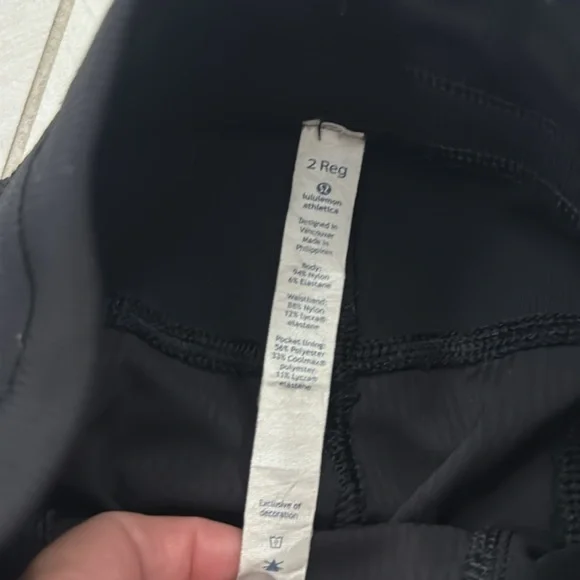 2 Reg
lululemon
athletica
Designed in
Vancouver
Made in
Philippines
Body:
94% Nylon
6% Elastane
Waistband:
88% Nylon
12% Lycra®
elastane
Pocket lining:
56% Polyester
33% Coolmax®
polyester
11% Lycra®
elastane
Exclusive of
decoration